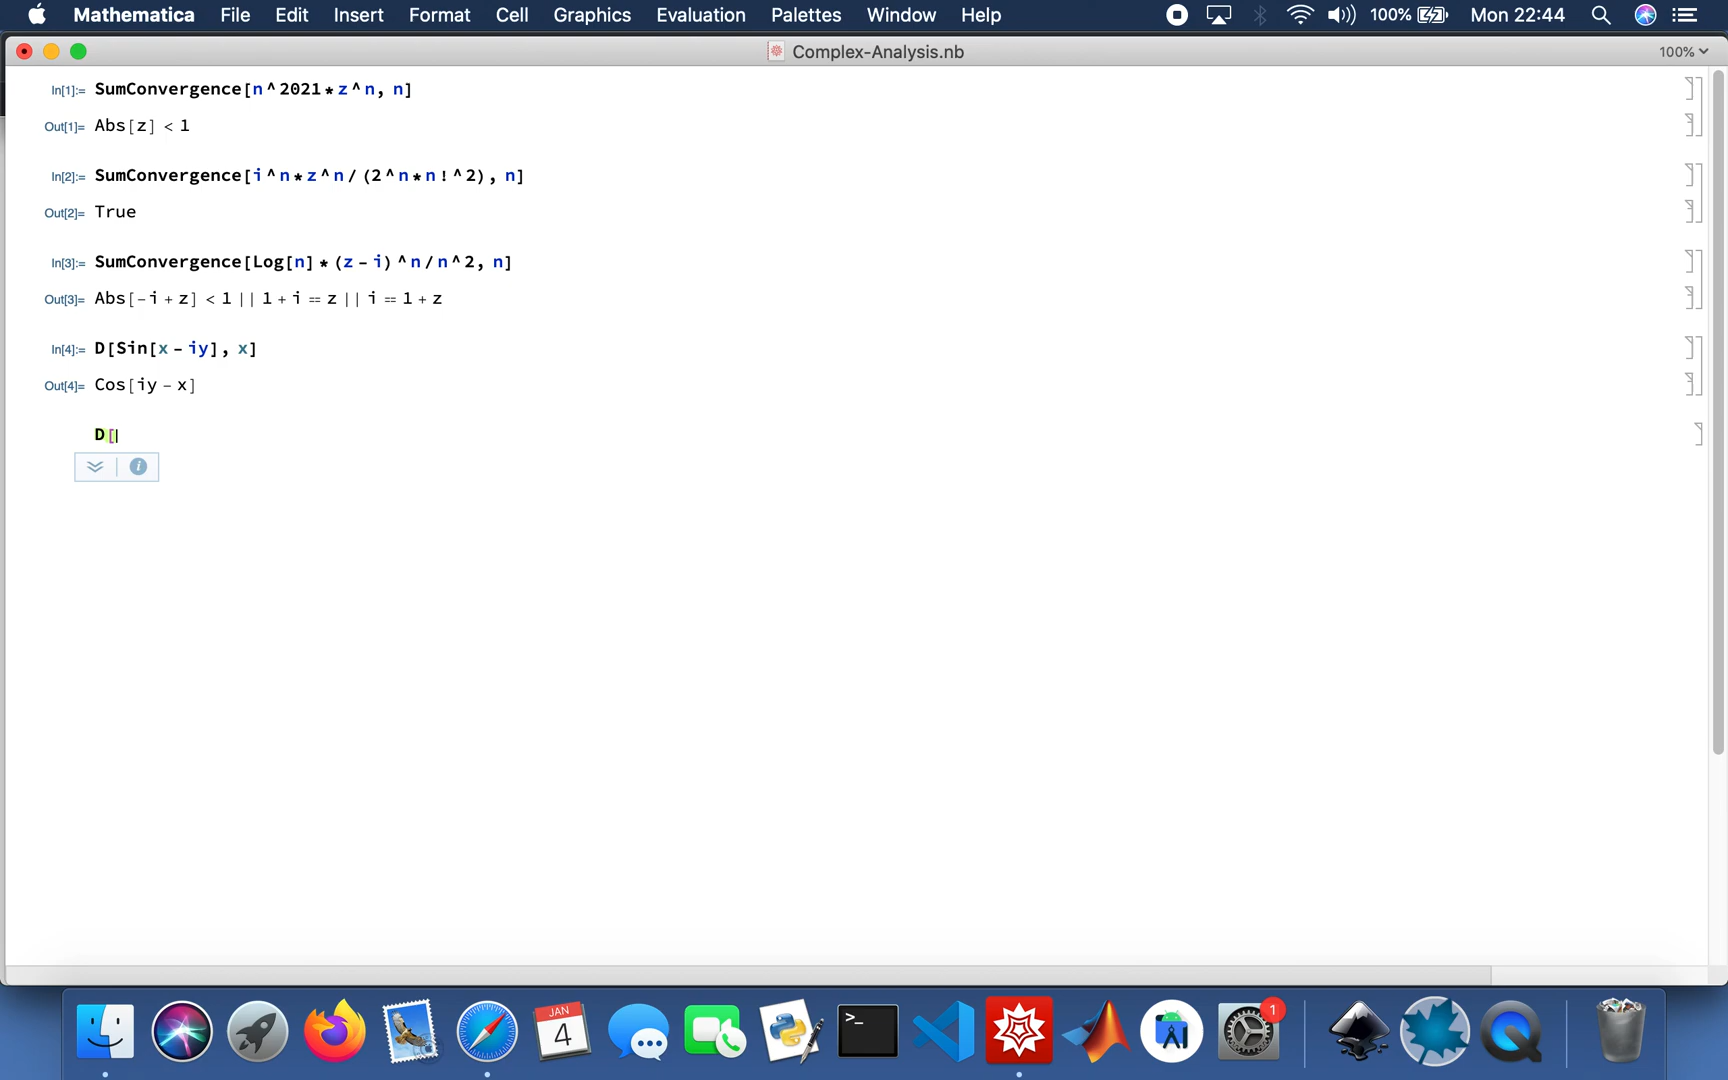 Mathematica File Edit Insert Format Cell Graphics Evaluation Palettes Window Help 100% Mon 22:44
Complex-Analysis.nb 100%
In[1]:= SumConvergence[n^2021*z^n, n]
Out[1]= Abs[z] < 1
In[2]:= SumConvergence[i^n*z^n/(2^n*n!^2), n]
Out[2]= True
In[3]:= SumConvergence[Log[n]*(z-i)^n/n^2, n]
Out[3]= Abs[-i+z] < 1 || 1+i == z || i == 1+z
In[4]:= D[Sin[x-iy], x]
Out[4]= Cos[iy-x]
D[
i
JAN
4
>_
1